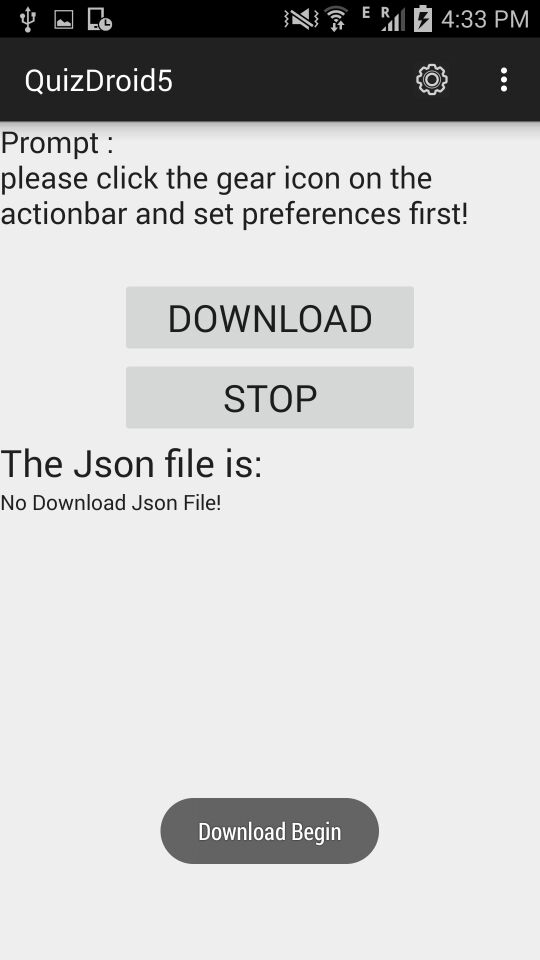 E R 4:33 PM
QuizDroid5
Prompt :
please click the gear icon on the
actionbar and set preferences first!
DOWNLOAD
STOP
The Json file is:
No Download Json File!
Download Begin